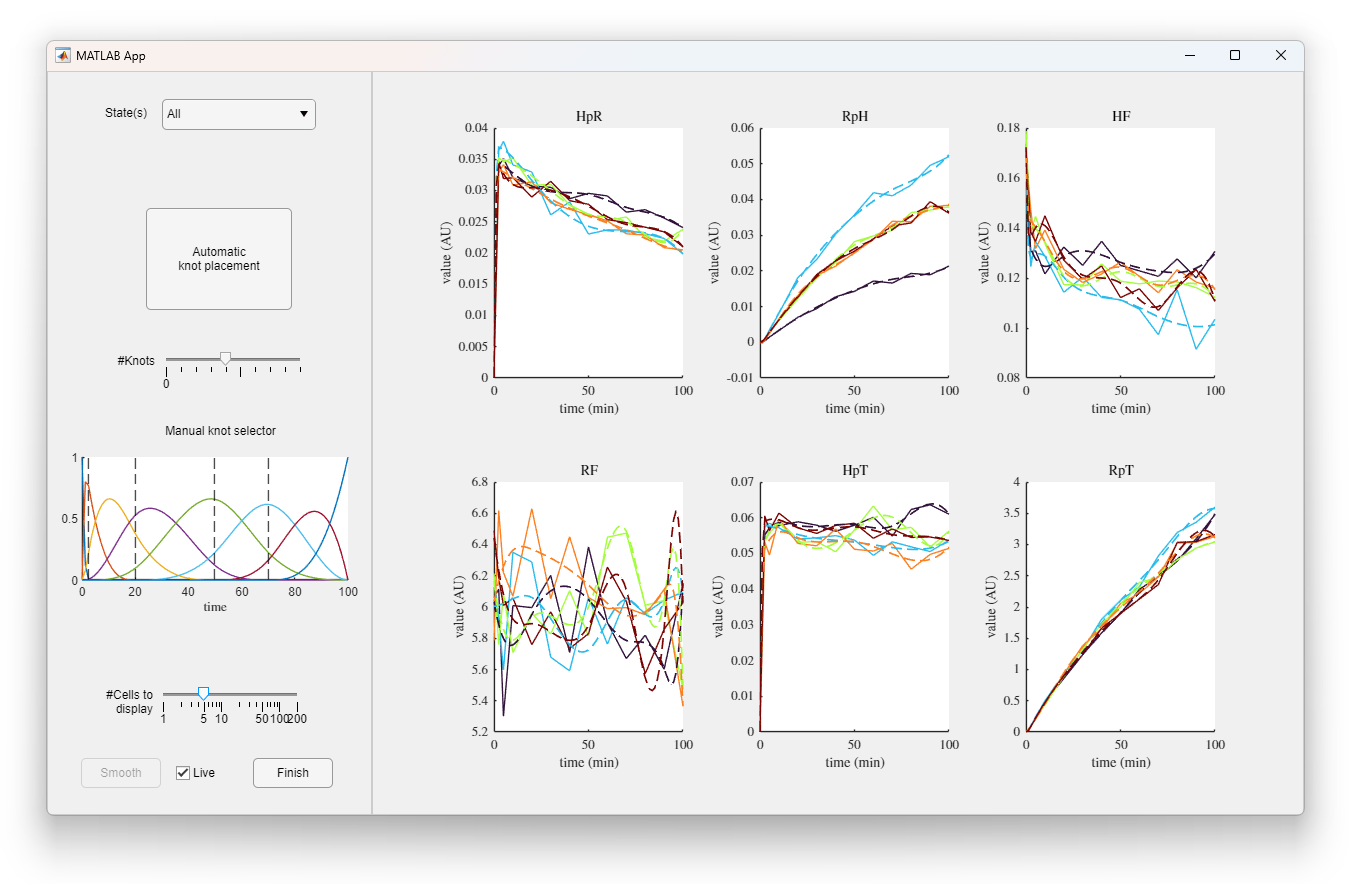 MATLAB App
State(s)
All
Automatic
knot placement
#Knots
0
Manual knot selector
1
0.5
0
0 20 40 60 80 100
time
#Cells to
display
1 5 10 50 100 200
Smooth
Live
Finish
HpR
0.04
0.035
0.03
0.025
0.02
0.015
0.01
0.005
0
value (AU)
0 50 100
time (min)
RpH
0.06
0.05
0.04
0.03
0.02
0.01
0
-0.01
value (AU)
0 50 100
time (min)
HF
0.18
0.16
0.14
0.12
0.1
0.08
value (AU)
0 50 100
time (min)
RF
6.8
6.6
6.4
6.2
6
5.8
5.6
5.4
5.2
value (AU)
0 50 100
time (min)
HpT
0.07
0.06
0.05
0.04
0.03
0.02
0.01
0
value (AU)
0 50 100
time (min)
RpT
4
3.5
3
2.5
2
1.5
1
0.5
0
value (AU)
0 50 100
time (min)